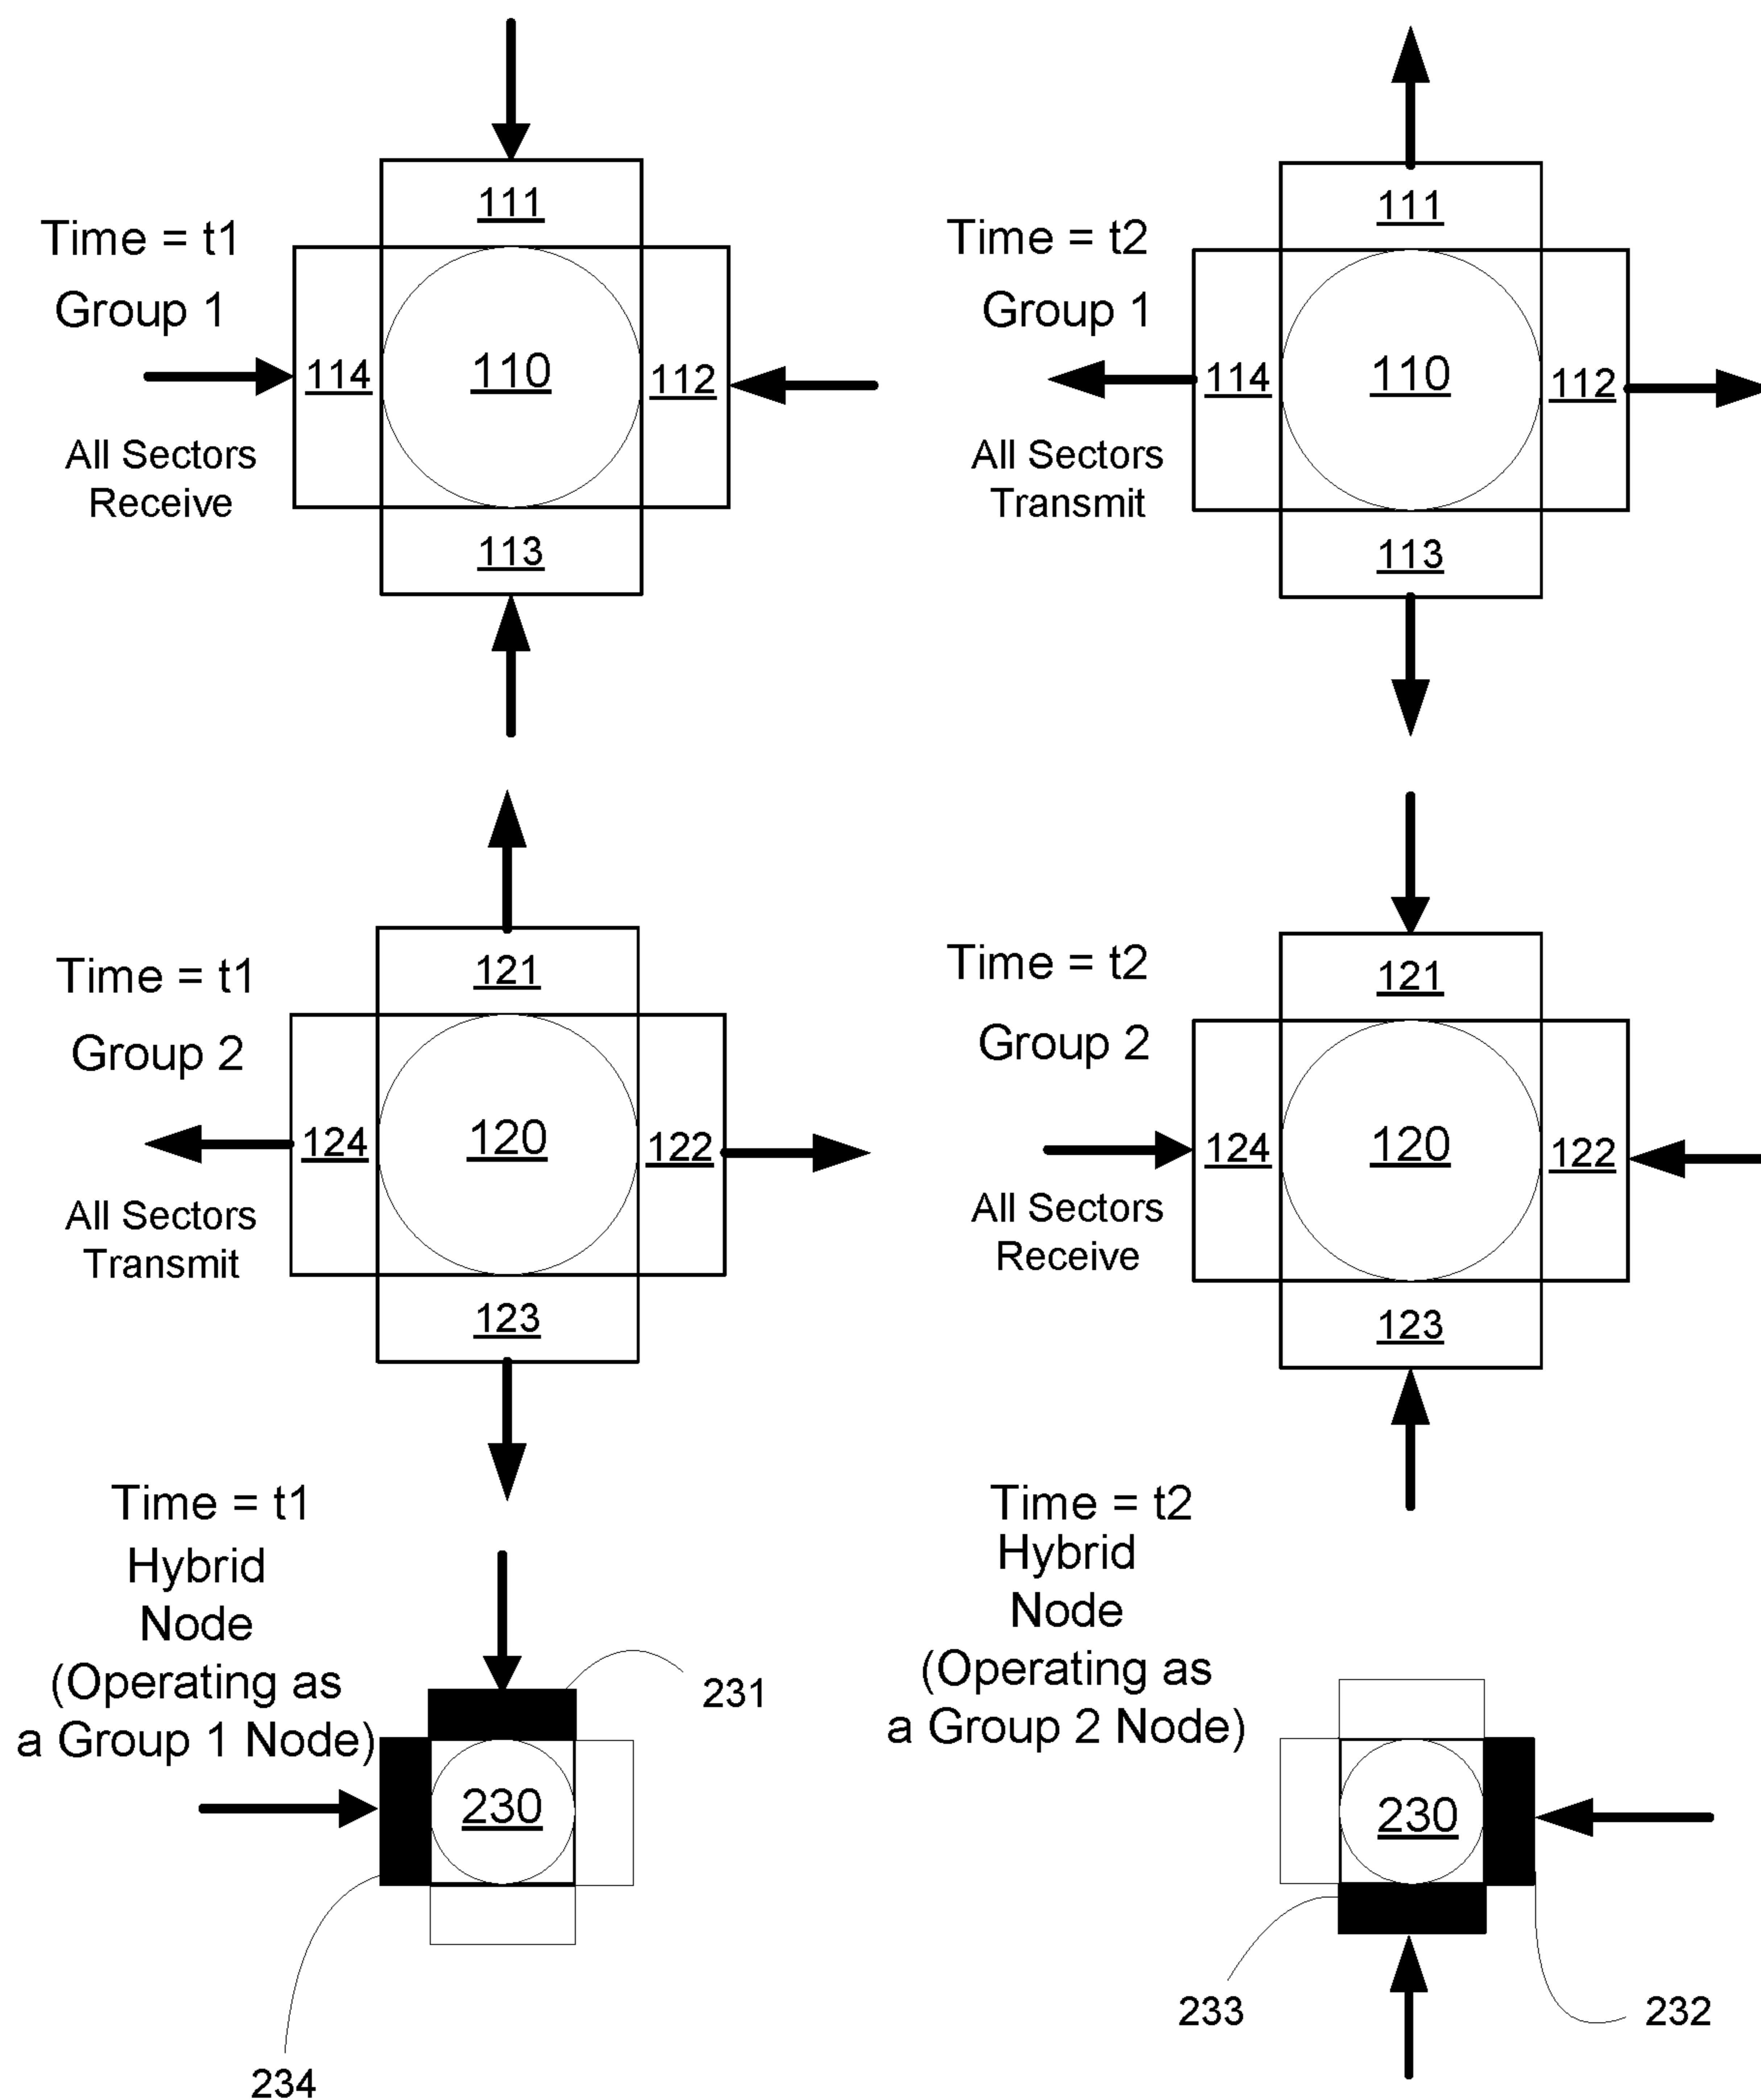 111
Time = t1
Group 1
114
110
112
All Sectors
Receive
113
111
Time = t2
Group 1
114
110
112
All Sectors
Transmit
113
121
Time = t1
Group 2
124
120
122
All Sectors
Transmit
123
121
Time = t2
Group 2
124
120
122
All Sectors
Receive
123
Time = t1
Hybrid
Node
(Operating as
a Group 1 Node)
231
230
234
Time = t2
Hybrid
Node
(Operating as
a Group 2 Node)
230
233
232